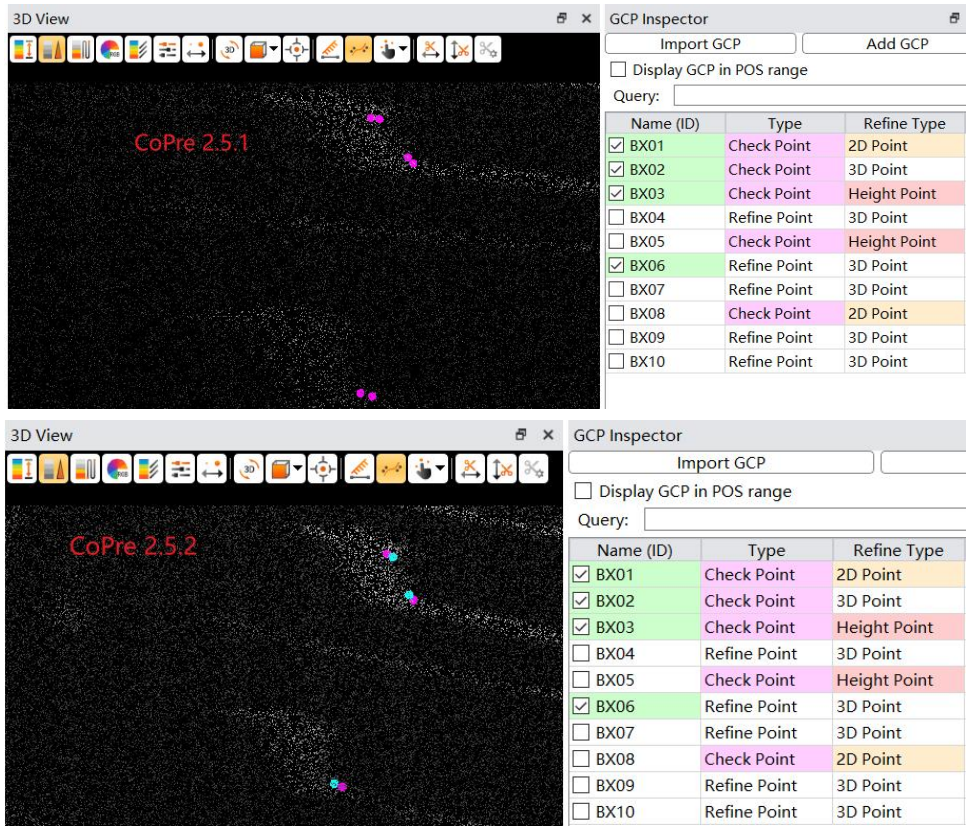 3D View
GCP Inspector
Import GCP
Add GCP
Display GCP in POS range
Query:
CoPre 2.5.1
Name (ID) Type Refine Type
BX01 Check Point 2D Point
BX02 Check Point 3D Point
BX03 Check Point Height Point
BX04 Refine Point 3D Point
BX05 Check Point Height Point
BX06 Refine Point 3D Point
BX07 Refine Point 3D Point
BX08 Check Point 2D Point
BX09 Refine Point 3D Point
BX10 Refine Point 3D Point
3D View
GCP Inspector
Import GCP
Display GCP in POS range
Query:
CoPre 2.5.2
Name (ID) Type Refine Type
BX01 Check Point 2D Point
BX02 Check Point 3D Point
BX03 Check Point Height Point
BX04 Refine Point 3D Point
BX05 Check Point Height Point
BX06 Refine Point 3D Point
BX07 Refine Point 3D Point
BX08 Check Point 2D Point
BX09 Refine Point 3D Point
BX10 Refine Point 3D Point